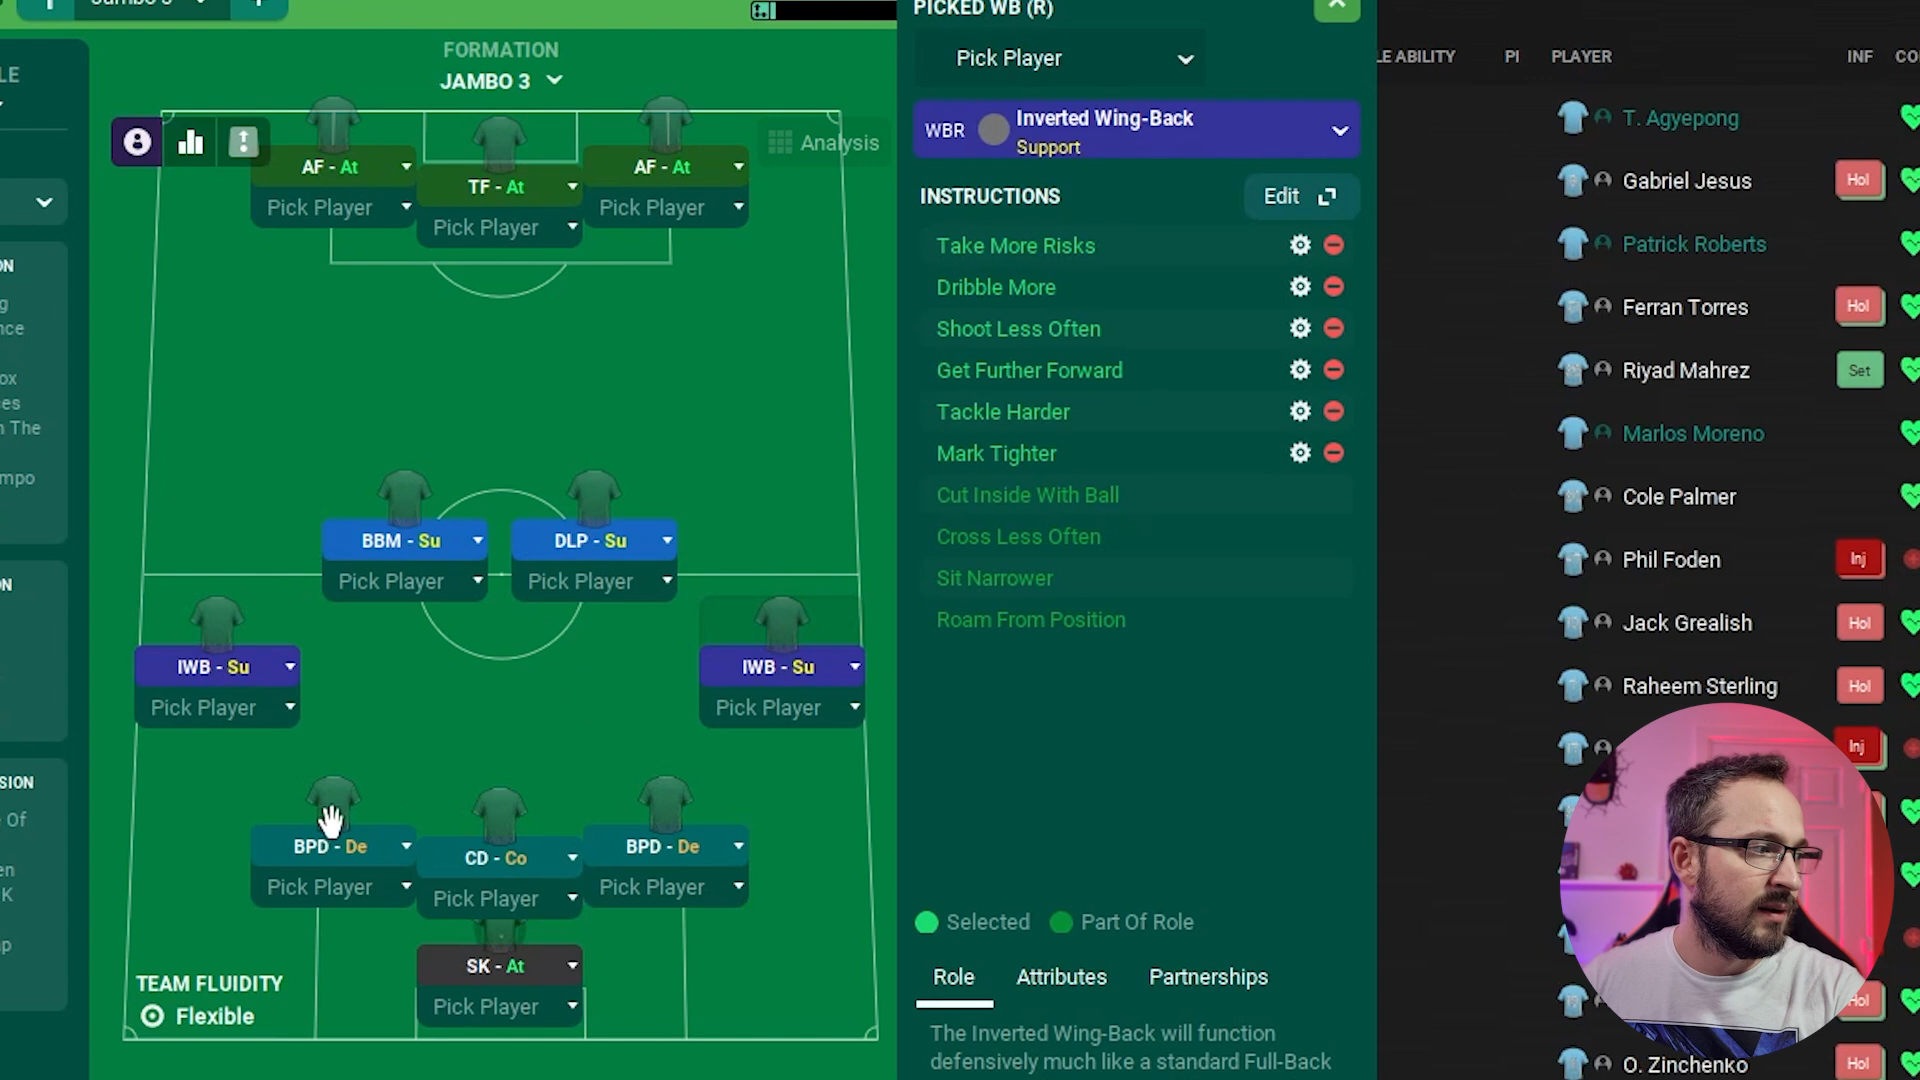 FORMATION
JAMBO 3
Analysis
AF - At
Pick Player
TF - At
Pick Player
AF - At
Pick Player
BBM - Su
Pick Player
DLP - Su
Pick Player
IWB - Su
Pick Player
IWB - Su
Pick Player
BPD - De
Pick Player
CD - Co
Pick Player
BPD - De
Pick Player
SK - At
Pick Player
TEAM FLUIDITY
Flexible
PICKED WB (R)
Pick Player
WBR
Inverted Wing-Back
Support
INSTRUCTIONS
Edit
Take More Risks
Dribble More
Shoot Less Often
Get Further Forward
Tackle Harder
Mark Tighter
Cut Inside With Ball
Cross Less Often
Sit Narrower
Roam From Position
Selected
Part Of Role
Role
Attributes
Partnerships
The Inverted Wing-Back will function
defensively much like a standard Full-Back
LE ABILITY
PI
PLAYER
INF
CO
T. Agyepong
Gabriel Jesus
Hol
Patrick Roberts
Ferran Torres
Hol
Riyad Mahrez
Set
Marlos Moreno
Cole Palmer
Phil Foden
Inj
Jack Grealish
Hol
Raheem Sterling
Hol
Inj
Hol
O. Zinchenko
Hol